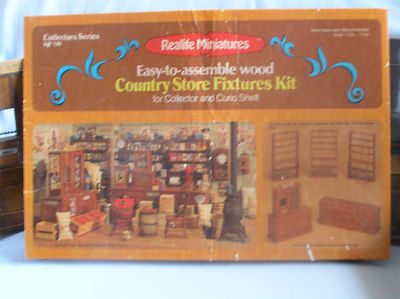 Collectors Series
Realife Miniatures
Easy-to-assemble wood
Country Store Fixtures Kit
for Collector and Curio Shelf